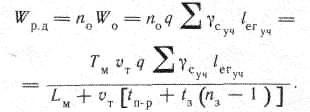 W_{р.д} = n_о W_о = n_о q ∑ γ_{с_{уч}} l_{ег_{уч}} =
= \frac{T_м v_т q ∑ γ_{с_{уч}} l_{ег_{уч}}}{L_м + v_т [t_{п-р} + t_з (n_з − 1)]}.